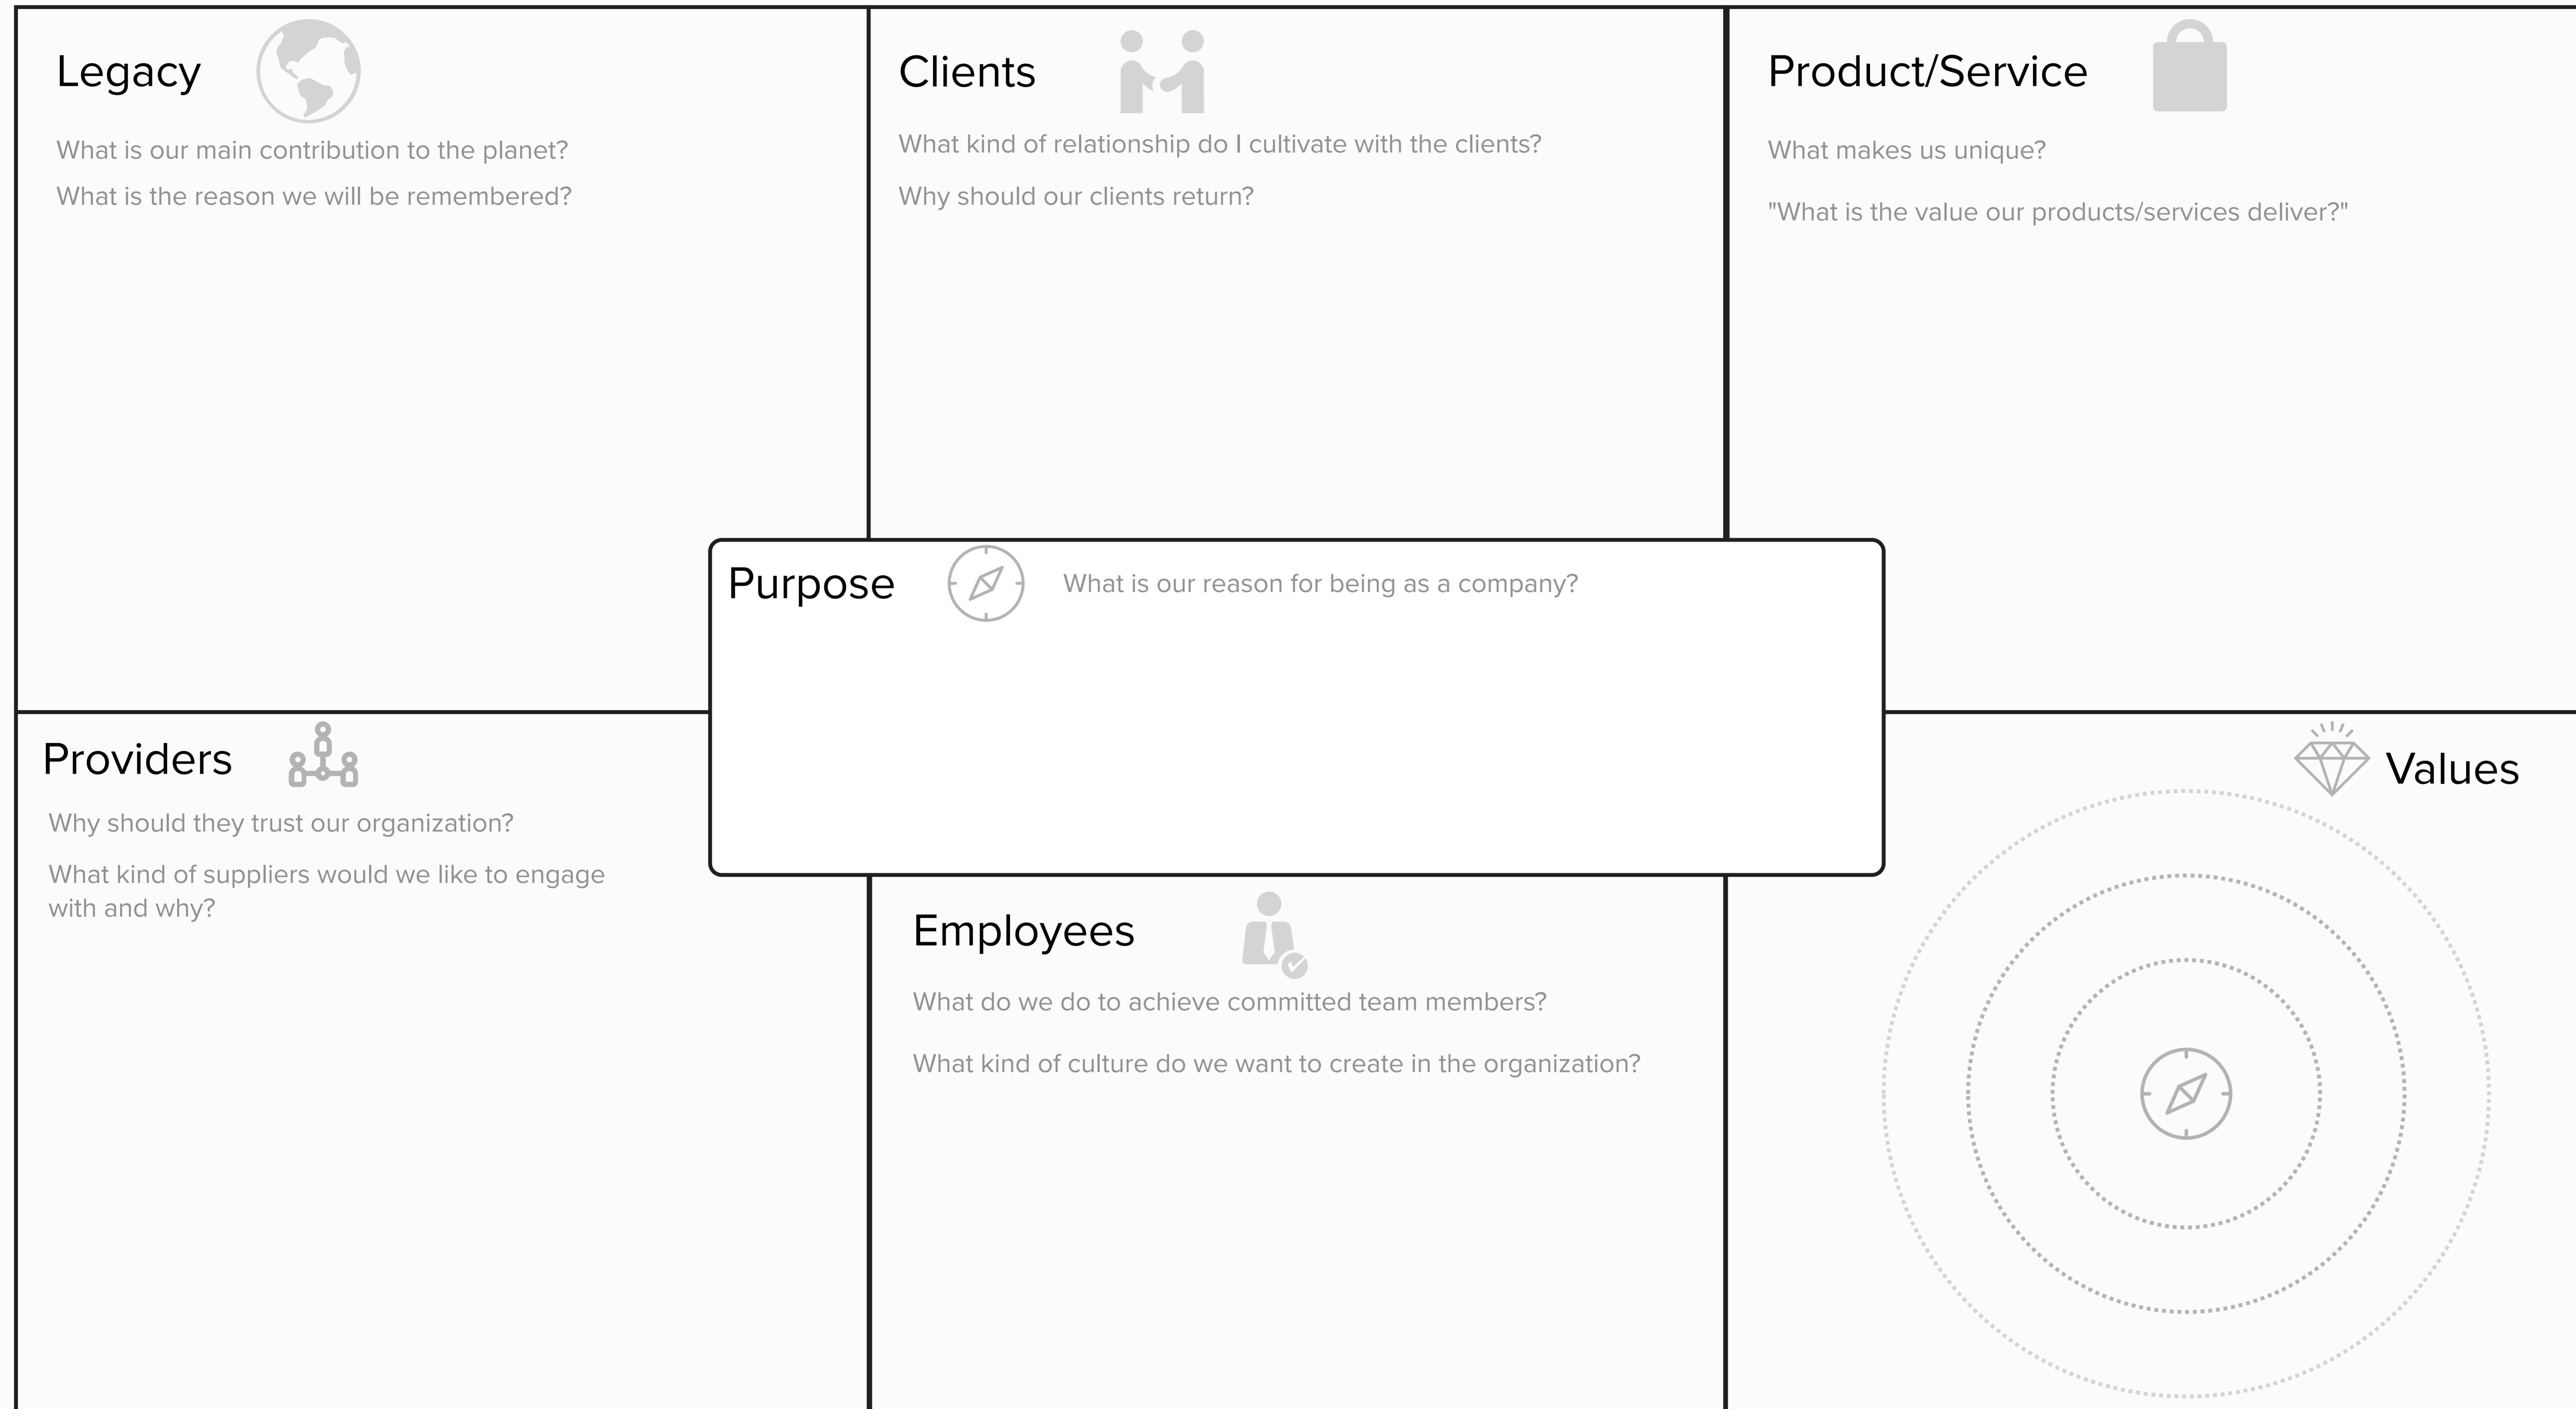 Legacy
What is our main contribution to the planet?
What is the reason we will be remembered?
Clients
What kind of relationship do I cultivate with the clients?
Why should our clients return?
Product/Service
What makes us unique?
"What is the value our products/services deliver?"
Purpose
What is our reason for being as a company?
Providers
Why should they trust our organization?
What kind of suppliers would we like to engage
with and why?
Employees
What do we do to achieve committed team members?
What kind of culture do we want to create in the organization?
Values